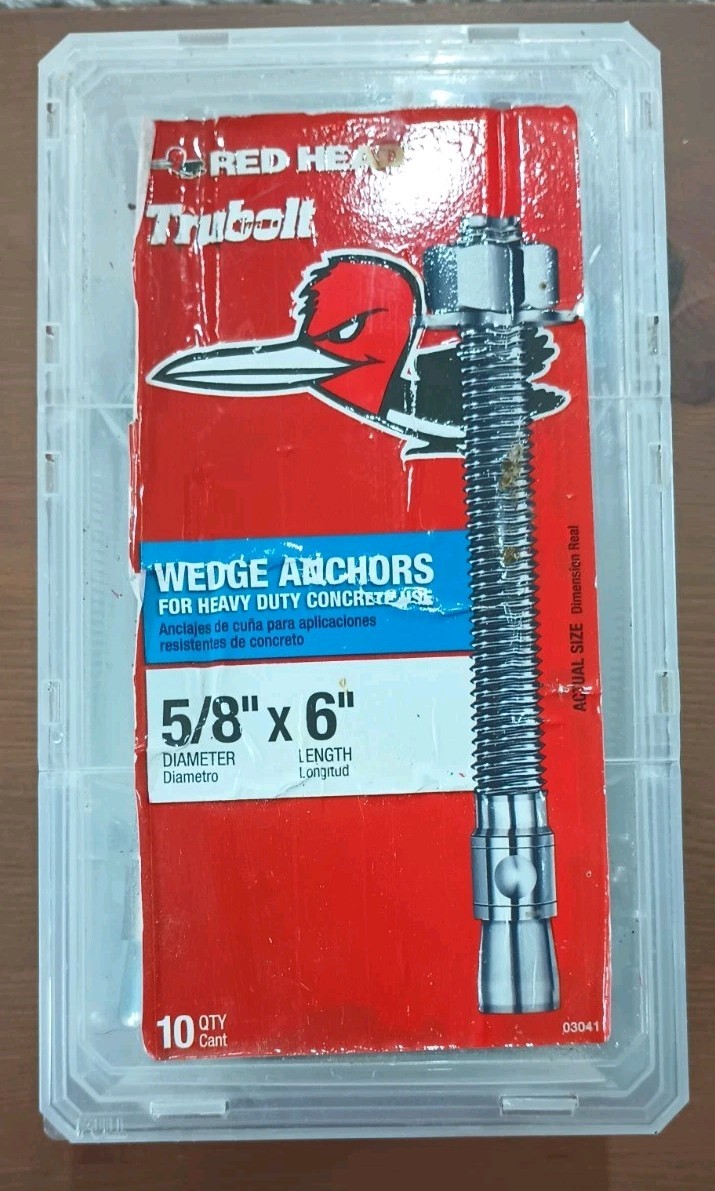 RED HEAD
Trubolt
WEDGE ANCHORS
FOR HEAVY DUTY CONCRETE USE
Anclajes de cuña para aplicaciones
resistentes de concreto
5/8" x 6"
DIAMETER LENGTH
Diametro Longitud
ACTUAL SIZE Dimension Real
10 QTY
Cant
03041
PULL